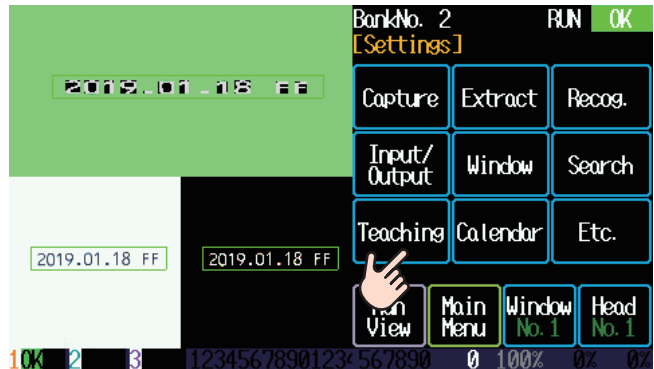 BankNo. 2 RUN OK
[Settings]
2019.01.18 FF
Capture Extract Recog.
Input/
Output
Window Search
Teaching Calendar Etc.
2019.01.18 FF 2019.01.18 FF
View
Main
Menu
Window
No. 1
Head
No. 1
1OK 2 3 12345678901234567890 0 100% 0% 0%